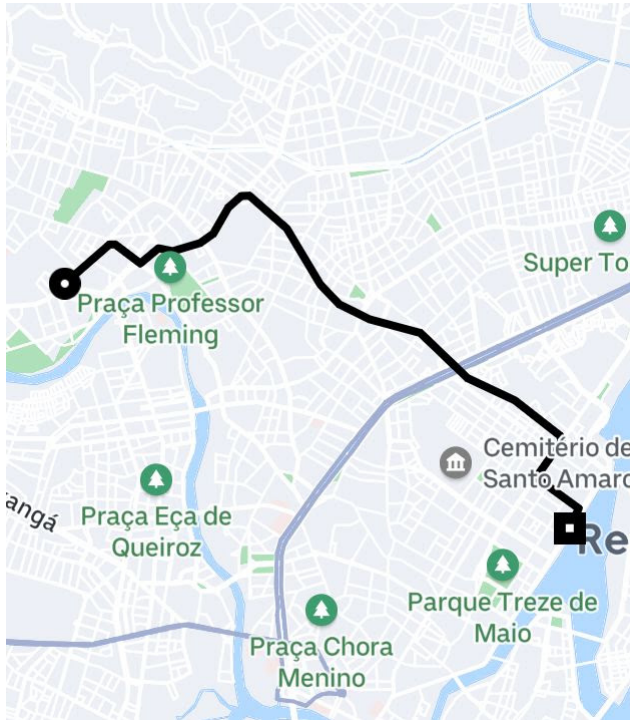 Super To
Praça Professor
Fleming
Cemitério de
Santo Amaro
angá
Praça Eça de
Queiroz
Re
Parque Treze de
Maio
Praça Chora
Menino